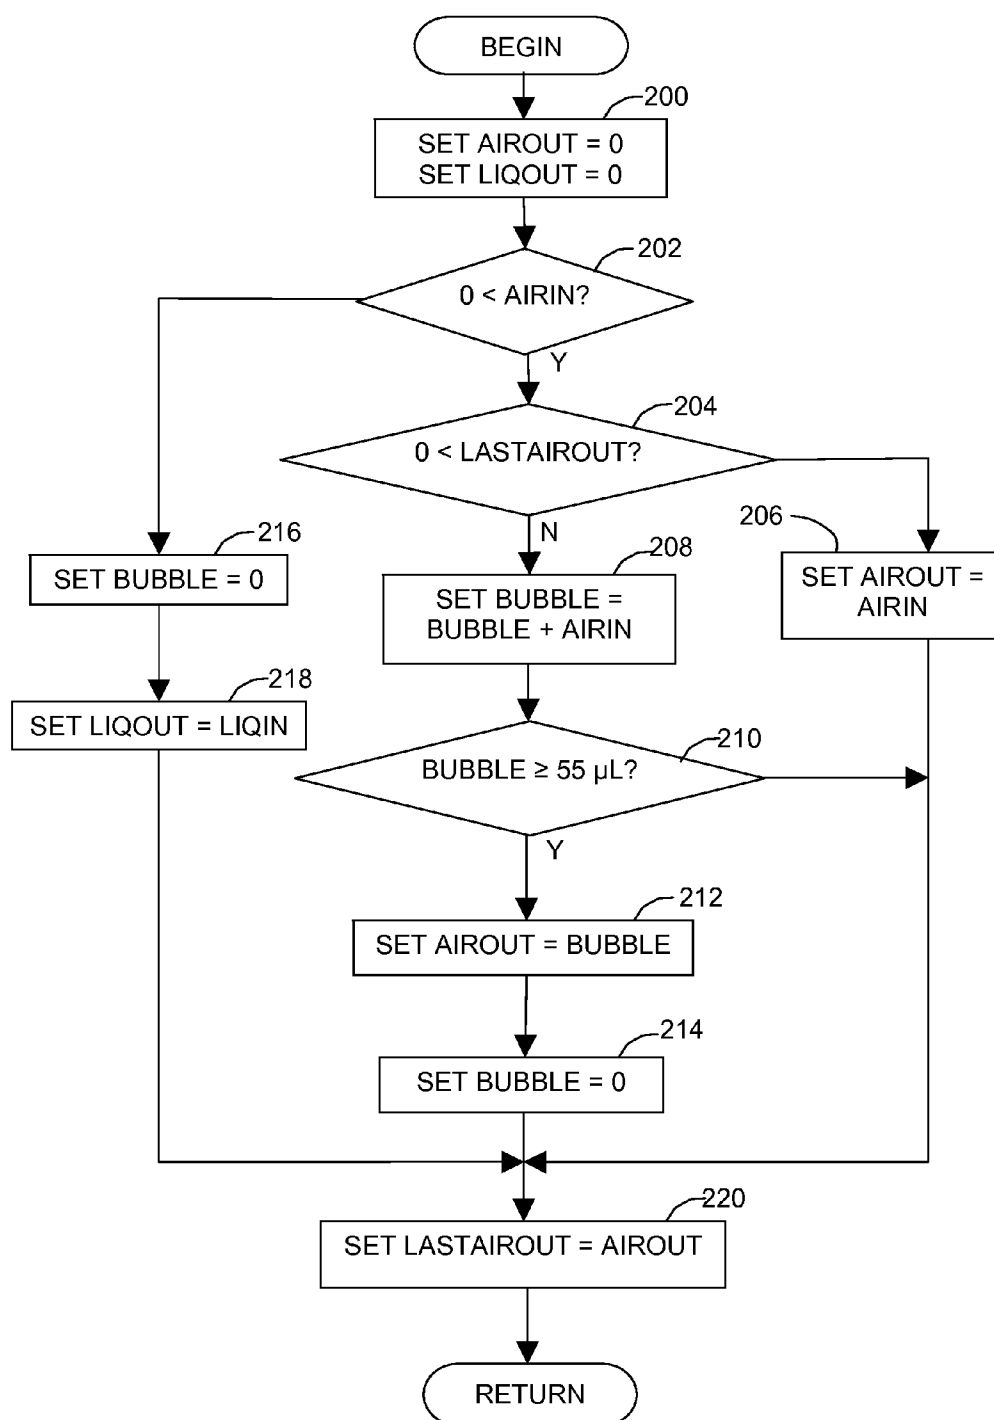 BEGIN
200
SET AIROUT = 0
SET LIQOUT = 0
202
0 < AIRIN?
Y
204
0 < LASTAIROUT?
N
216
SET BUBBLE = 0
208
SET BUBBLE =
BUBBLE + AIRIN
206
SET AIROUT =
AIRIN
218
SET LIQOUT = LIQIN
210
BUBBLE ≥ 55 µL?
Y
212
SET AIROUT = BUBBLE
214
SET BUBBLE = 0
220
SET LASTAIROUT = AIROUT
RETURN